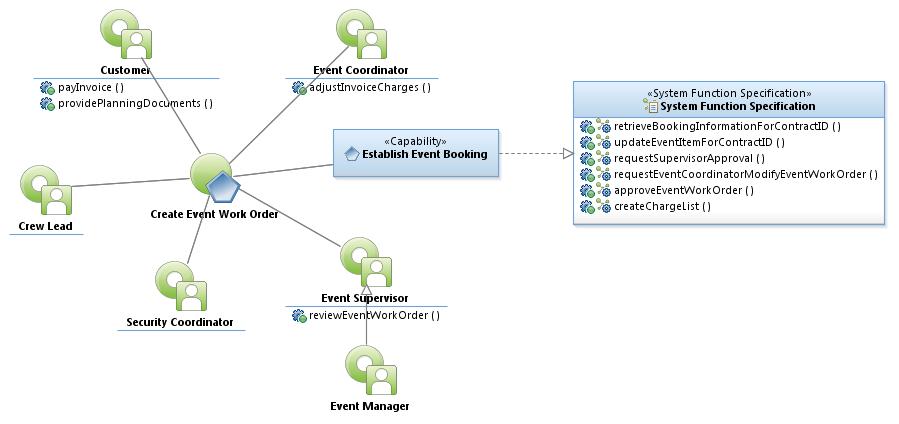 Customer
payInvoice ()
providePlanningDocuments ()
Event Coordinator
adjustInvoiceCharges ()
«Capability»
Establish Event Booking
«System Function Specification»
System Function Specification
retrieveBookingInformationForContractID ()
updateEventItemForContractID ()
requestSupervisorApproval ()
requestEventCoordinatorModifyEventWorkOrder ()
approveEventWorkOrder ()
createChargeList ()
Crew Lead
Create Event Work Order
Security Coordinator
Event Supervisor
reviewEventWorkOrder ()
Event Manager